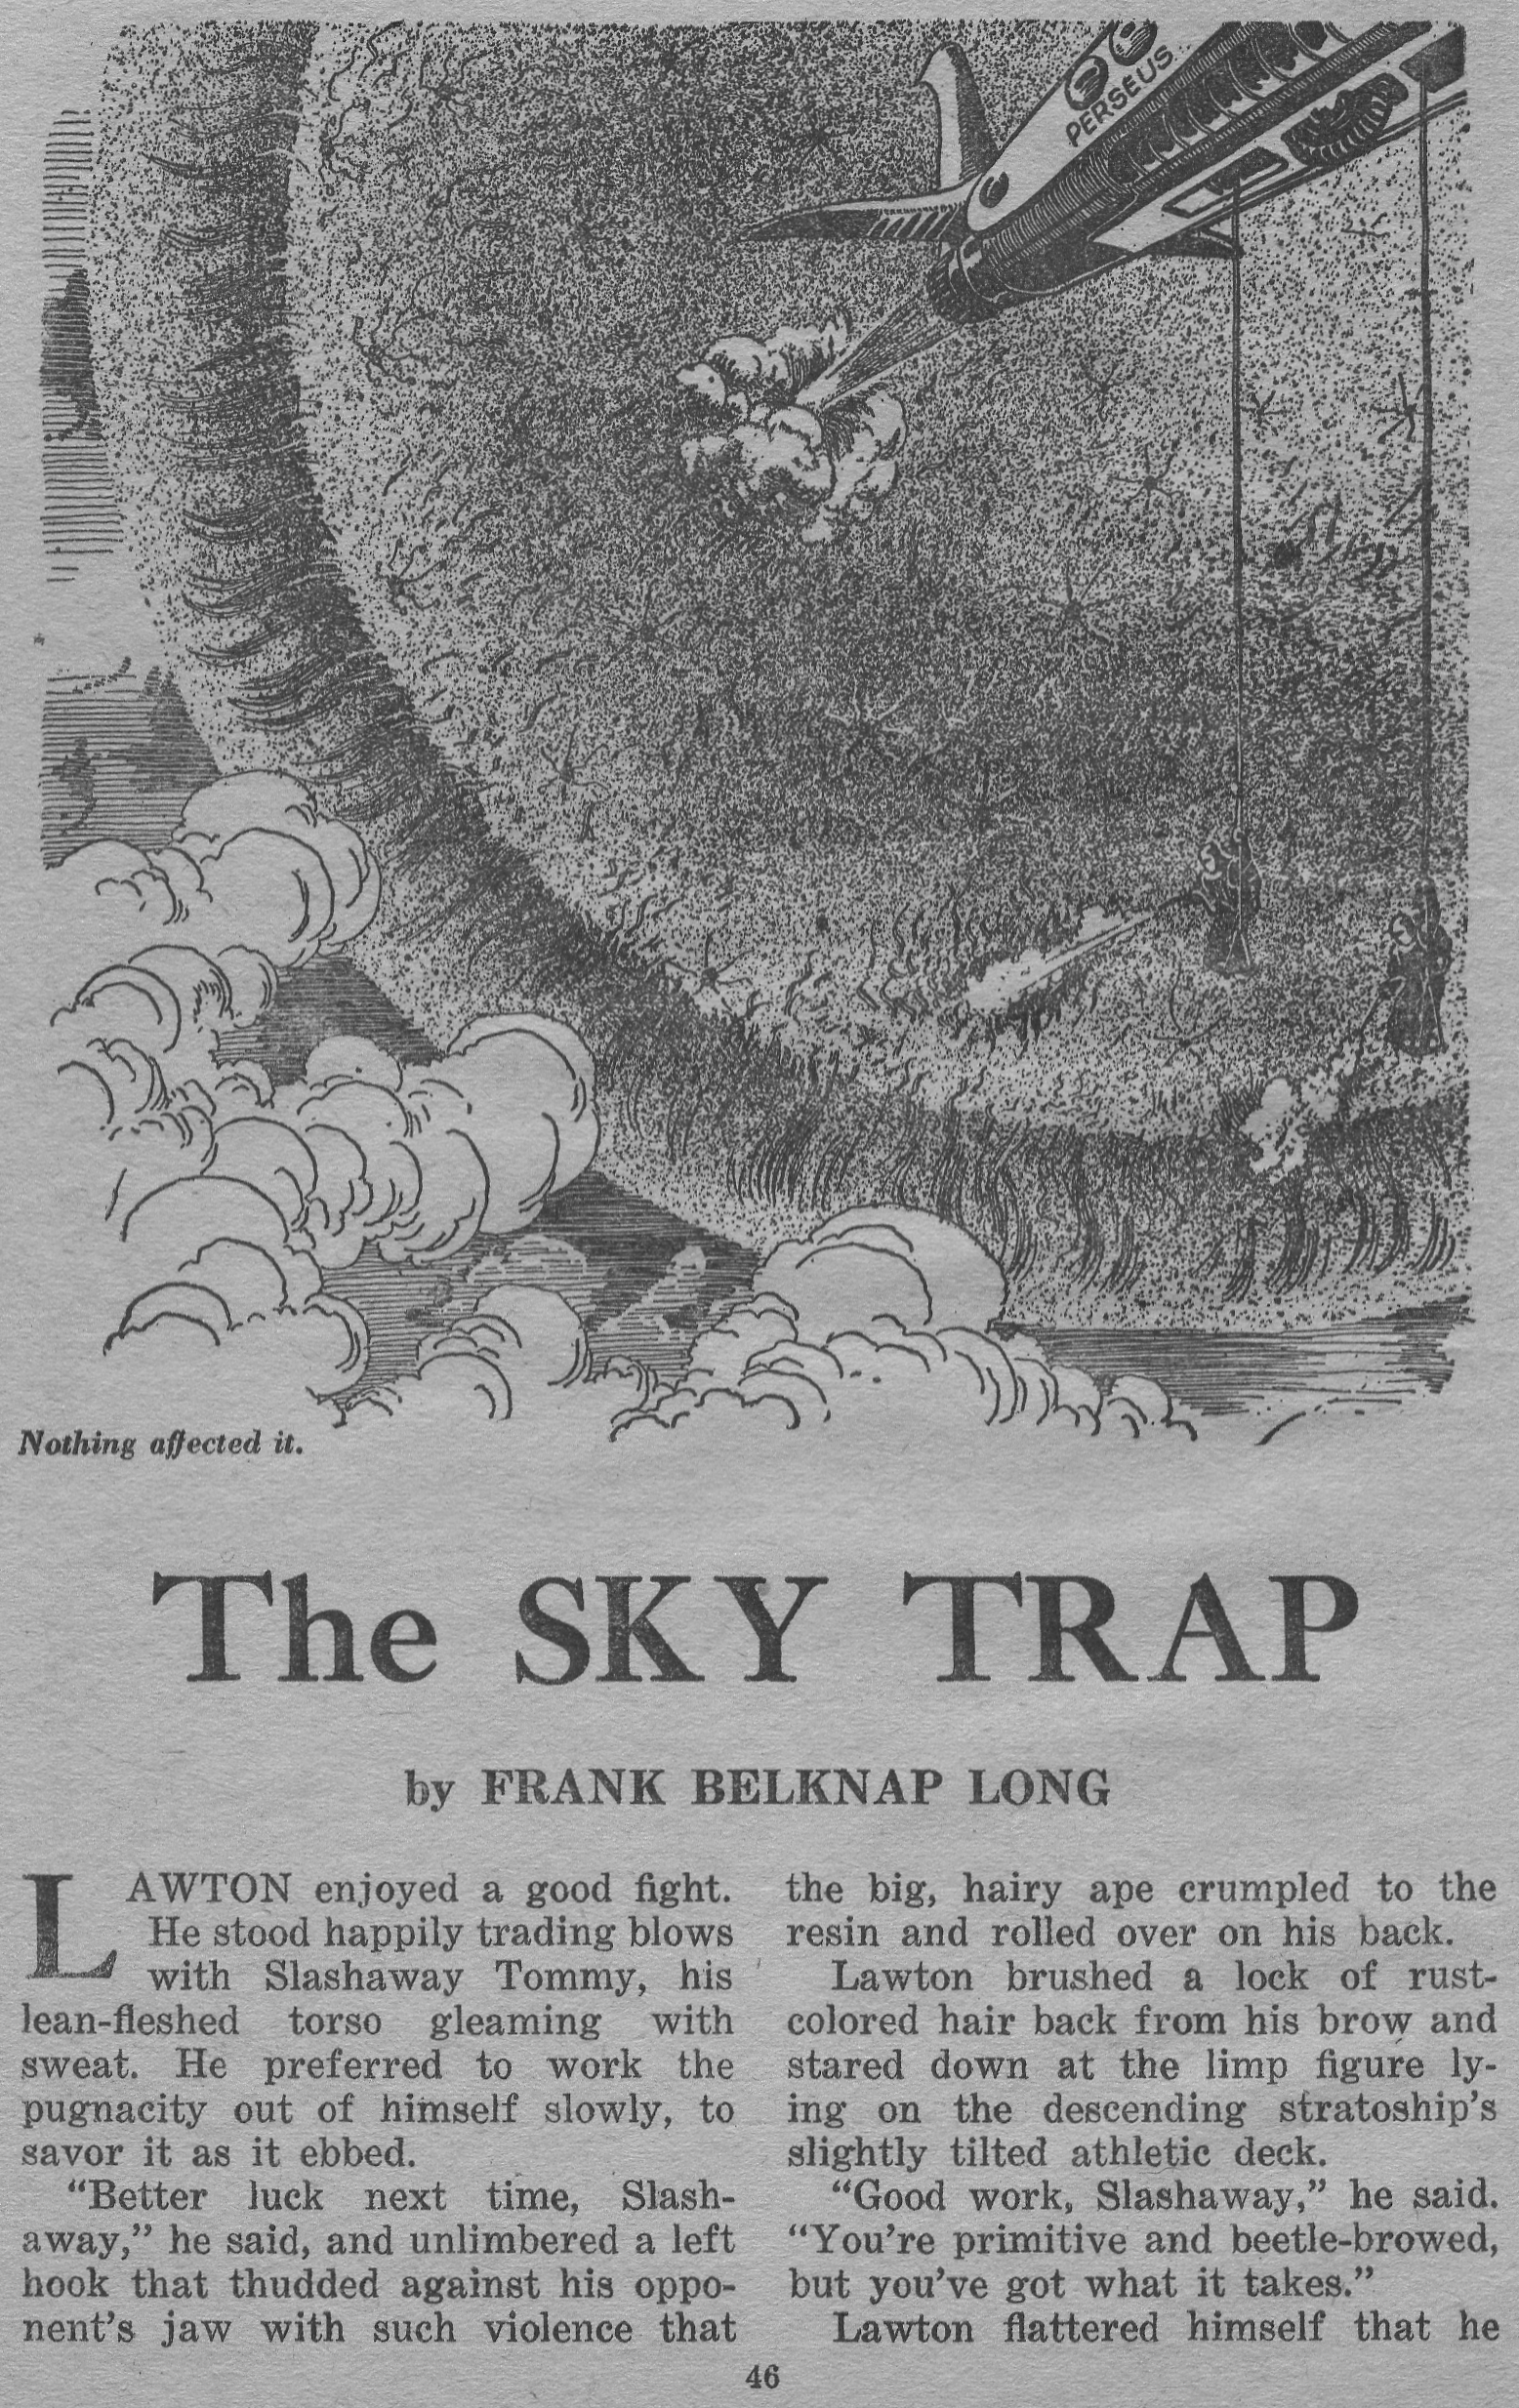 PERSEUS
Nothing affected it.
The SKY TRAP
by FRANK BELKNAP LONG
LAWTON enjoyed a good fight.
He stood happily trading blows
with Slashaway Tommy, his
lean-fleshed torso gleaming with
sweat. He preferred to work the
pugnacity out of himself slowly, to
savor it as it ebbed.
“Better luck next time, Slash-
away,” he said, and unlimbered a left
hook that thudded against his oppo-
nent’s jaw with such violence that
the big, hairy ape crumpled to the
resin and rolled over on his back.
Lawton brushed a lock of rust-
colored hair back from his brow and
stared down at the limp figure ly-
ing on the descending stratoship’s
slightly tilted athletic deck.
“Good work, Slashaway,” he said.
“You’re primitive and beetle-browed,
but you’ve got what it takes.”
Lawton flattered himself that he
46